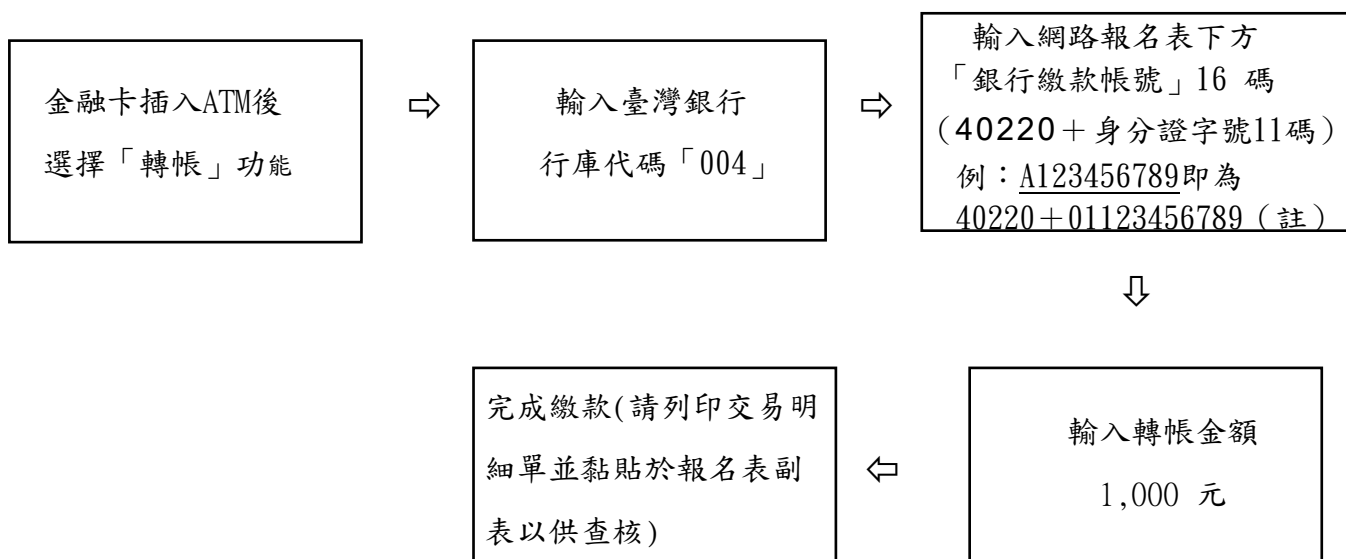 金融卡插入ATM後
選擇「轉帳」功能
⇨
輸入臺灣銀行
行庫代碼「004」
⇨
輸入網路報名表下方
「銀行繳款帳號」16 碼
(40220＋身分證字號11碼)
例：A123456789即為
40220＋01123456789（註）
⇩
輸入轉帳金額
1,000 元
⇦
完成繳款(請列印交易明
細單並黏貼於報名表副
表以供查核)